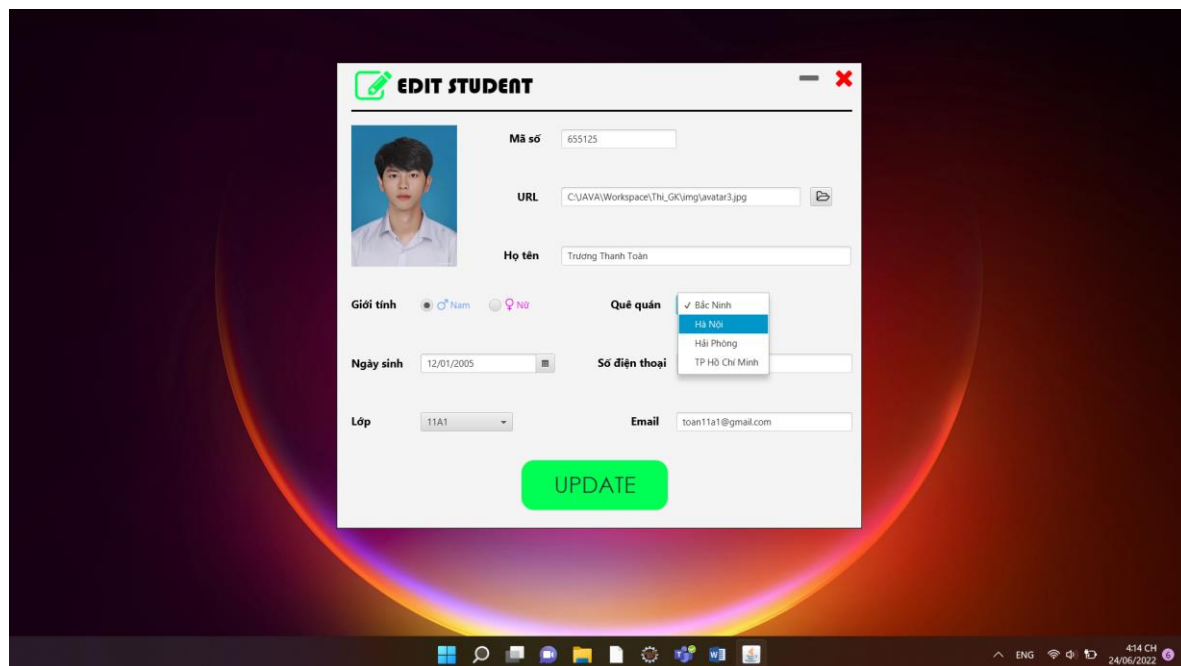 EDIT STUDENT
Mã số 655125
URL C:\JAVA\Workspace\Thi_GK\img\avatar3.jpg
Họ tên Trương Thanh Toàn
Giới tính Nam Nữ Quê quán ✓ Bắc Ninh
Hà Nội
Hải Phòng
TP Hồ Chí Minh
Ngày sinh 12/01/2005 Số điện thoại
Lớp 11A1 Email toan11a1@gmail.com
UPDATE
ENG 4:14 CH
24/06/2022 6